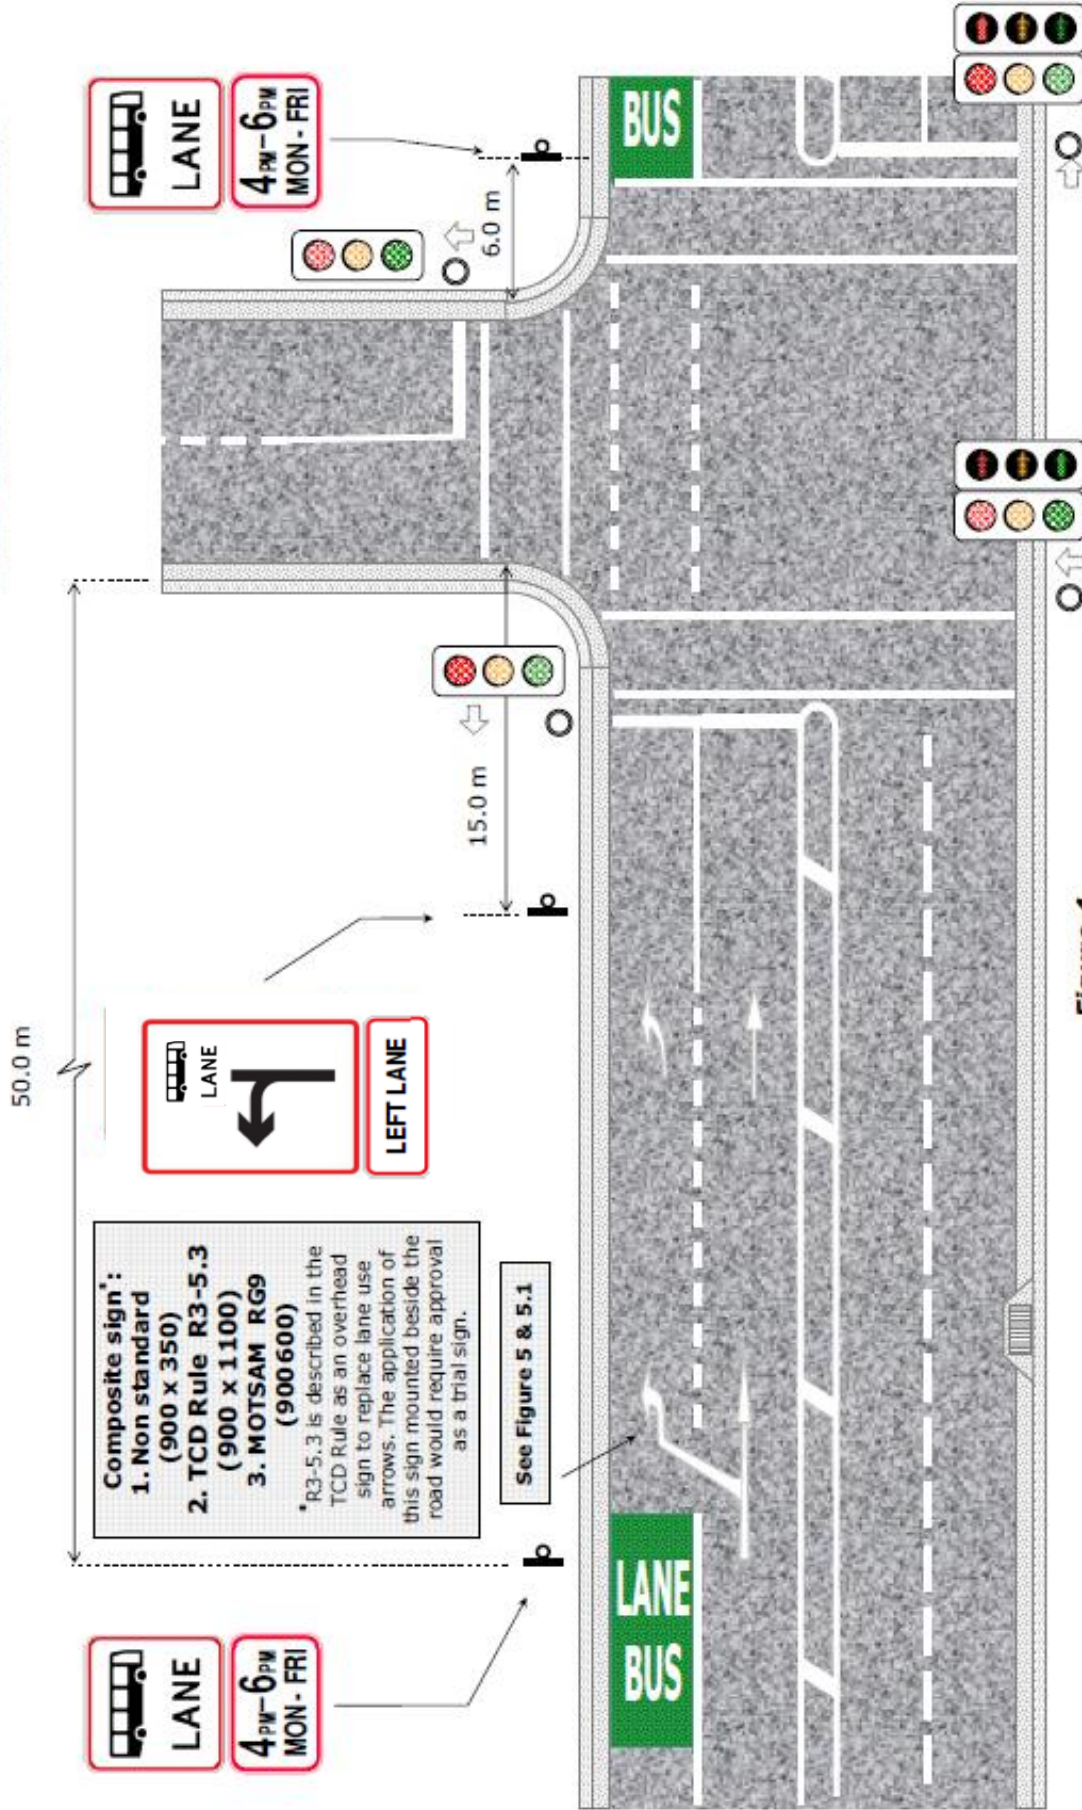 50.0 m
LANE
4PM-6PM
MON - FRI
Composite sign*:
1. Non standard
(900 x 350)
2. TCD Rule R3-5.3
(900 x 1100)
3. MOTSAM RG9
(900600)
*R3-5.3 is described in the
TCD Rule as an overhead
sign to replace lane use
arrows. The application of
this sign mounted beside the
road would require approval
as a trial sign.
See Figure 5 & 5.1
LANE
LEFT LANE
15.0 m
LANE
4PM-6PM
MON - FRI
6.0 m
LANE
BUS
BUS
Figure 4